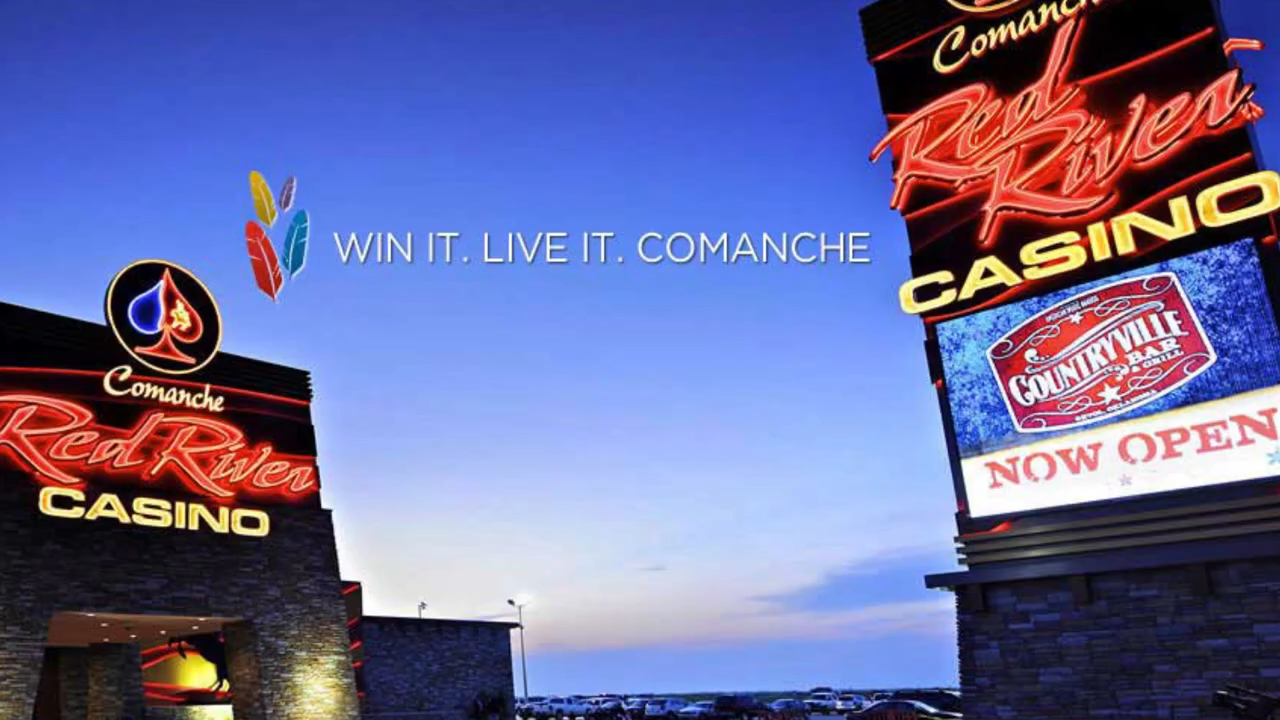 WIN IT. LIVE IT. COMANCHE
Comanche
Red River
CASINO
Comanche
Red River
CASINO
COUNTRYVILLE
BAR
& GRILL
NOW OPEN